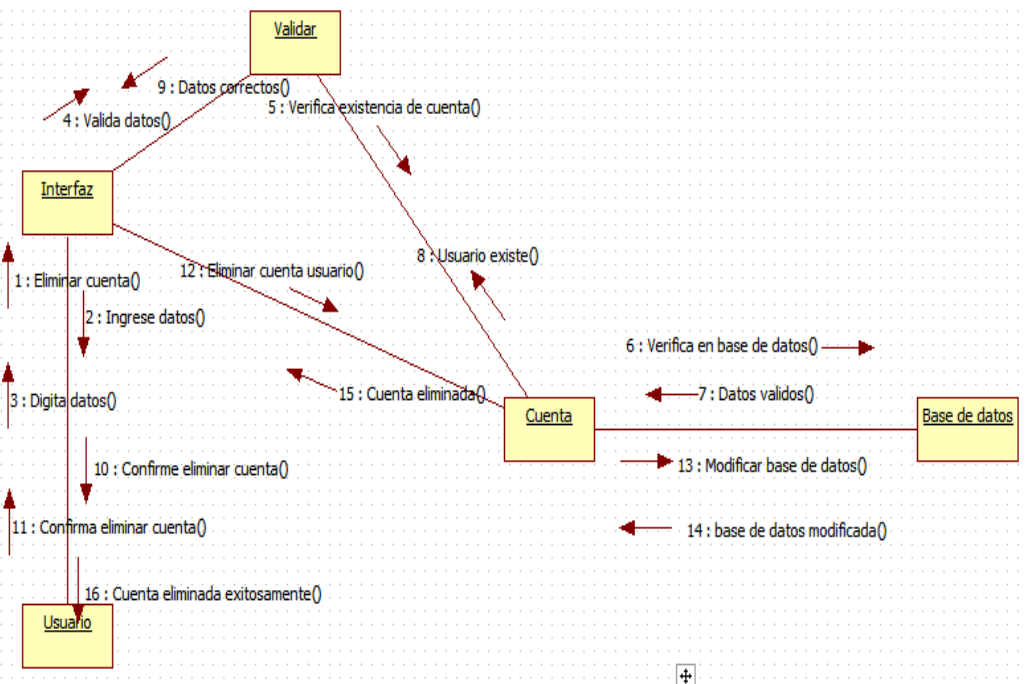 Validar
9 : Datos correctos()
5 : Verifica existencia de cuenta()
4 : Valida datos()
Interfaz
8 : Usuario existe()
12 : Eliminar cuenta usuario()
1 : Eliminar cuenta()
2 : Ingrese datos()
6 : Verifica en base de datos()
15 : Cuenta eliminada()
7 : Datos validos()
3 : Digita datos()
Cuenta
Base de datos
10 : Confirme eliminar cuenta()
13 : Modificar base de datos()
11 : Confirma eliminar cuenta()
14 : base de datos modificada()
16 : Cuenta eliminada exitosamente()
Usuario